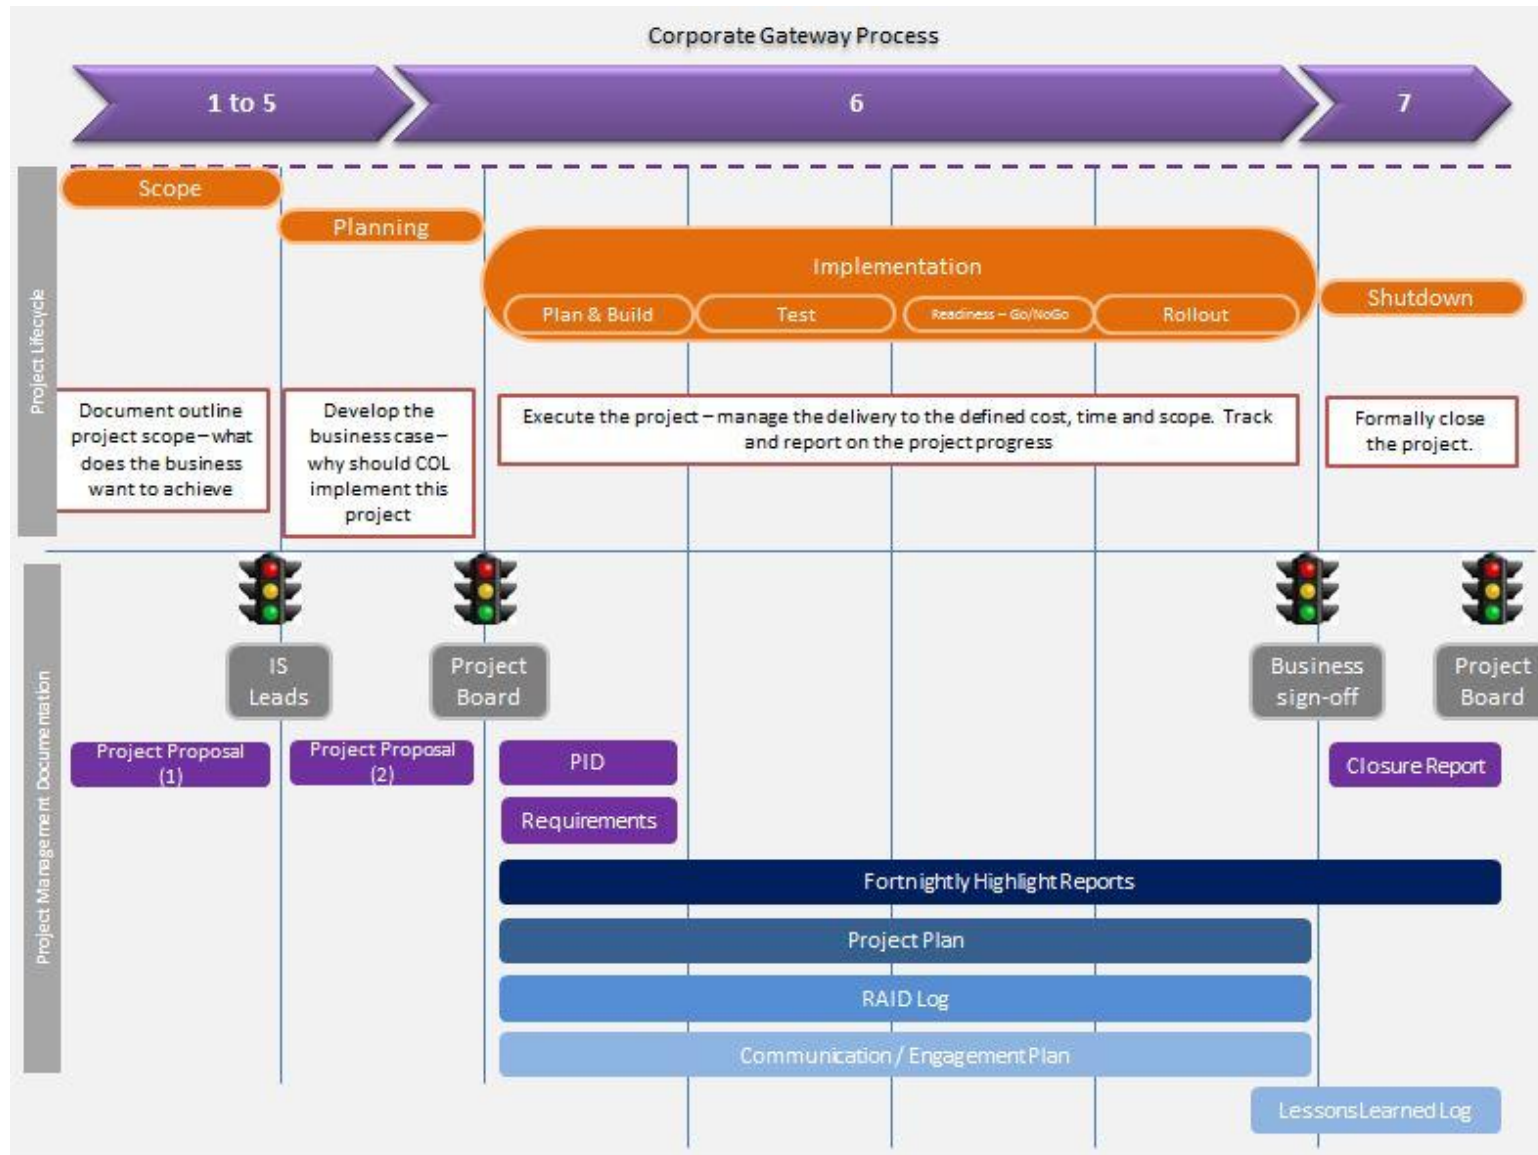 Corporate Gateway Process
1 to 5
6
7
Project Lifecycle
Scope
Planning
Implementation
Plan & Build
Test
Readiness – Go/NoGo
Rollout
Shutdown
Document outline
project scope – what
does the business
want to achieve
Develop the
business case –
why should COL
implement this
project
Execute the project – manage the delivery to the defined cost, time and scope. Track
and report on the project progress
Formally close
the project.
Project Management Documentation
IS
Leads
Project
Board
Business
sign-off
Project
Board
Project Proposal
(1)
Project Proposal
(2)
PID
Closure Report
Requirements
Fortnightly Highlight Reports
Project Plan
RAID Log
Communication / Engagement Plan
Lessons Learned Log